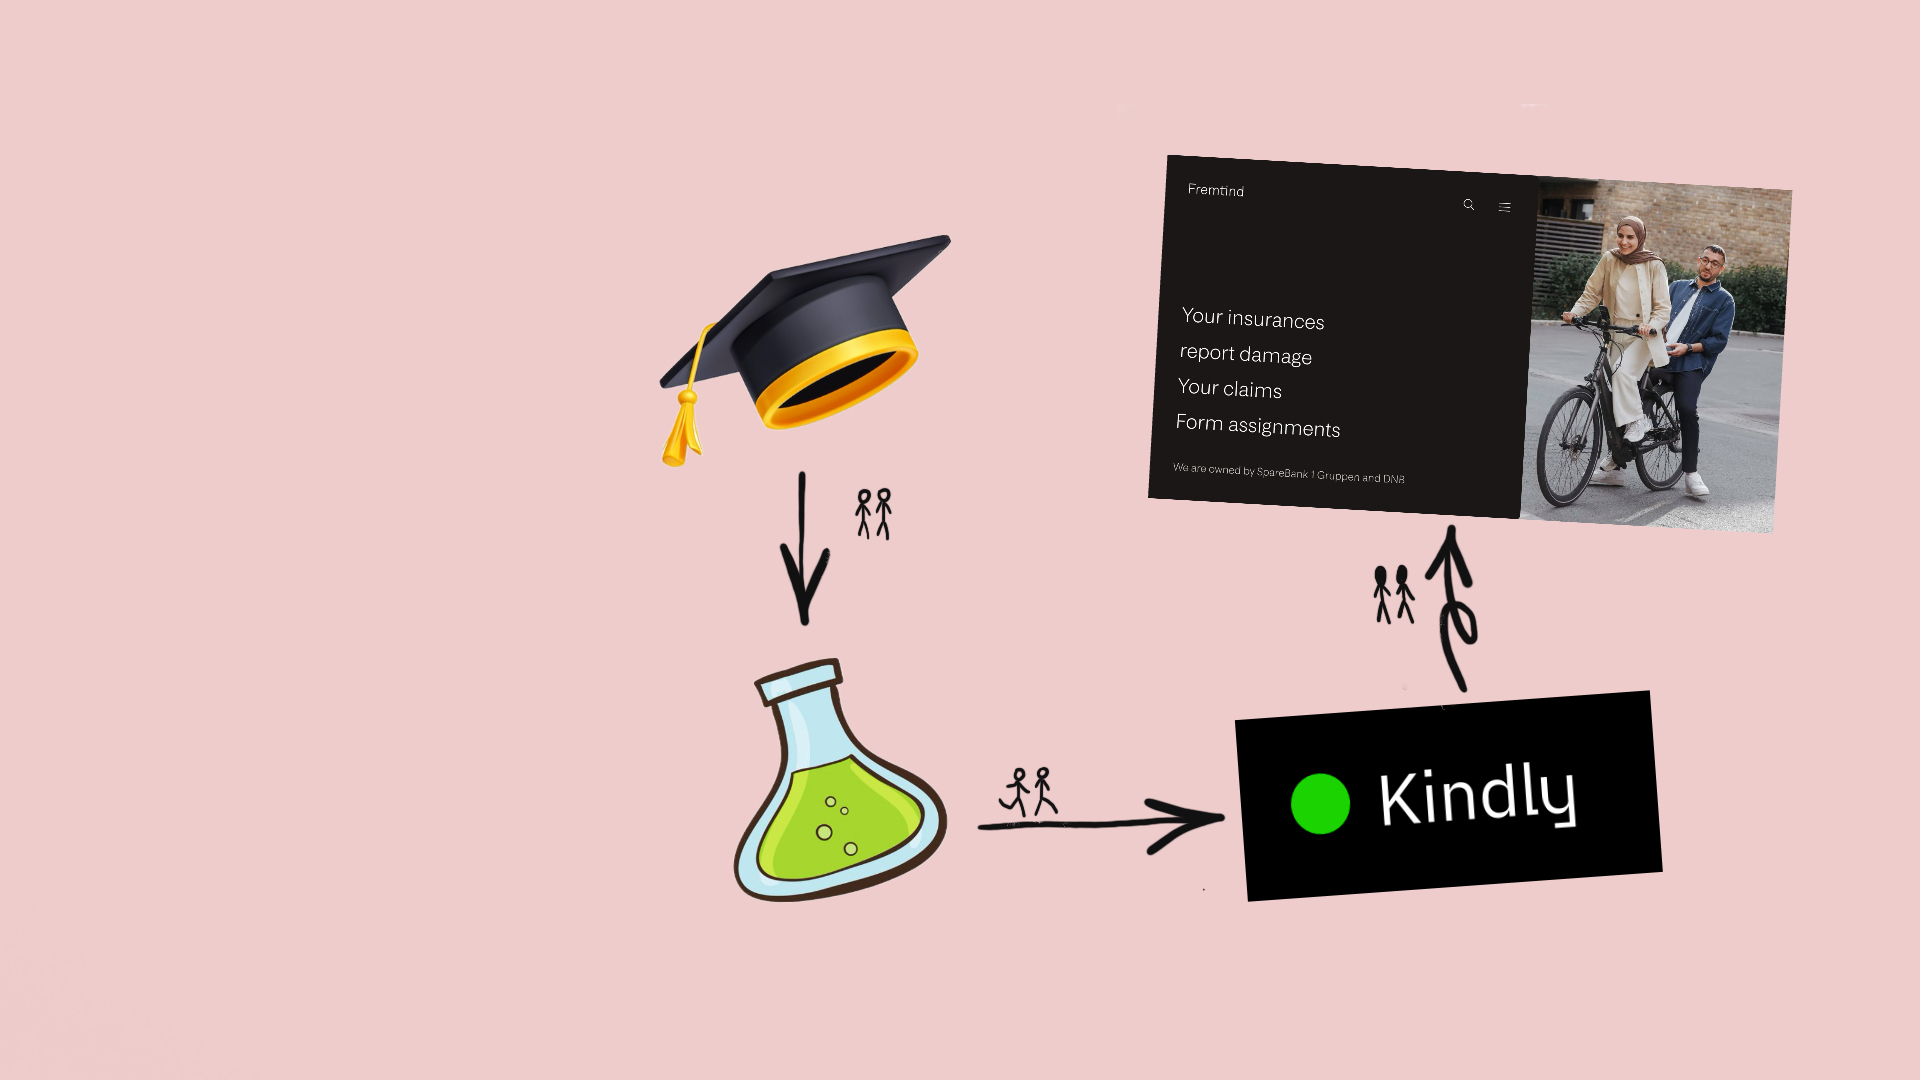 Fremtind
Your insurances
report damage
Your claims
Form assignments
We are owned by SpareBank 1 Gruppen and DNB
Kindly